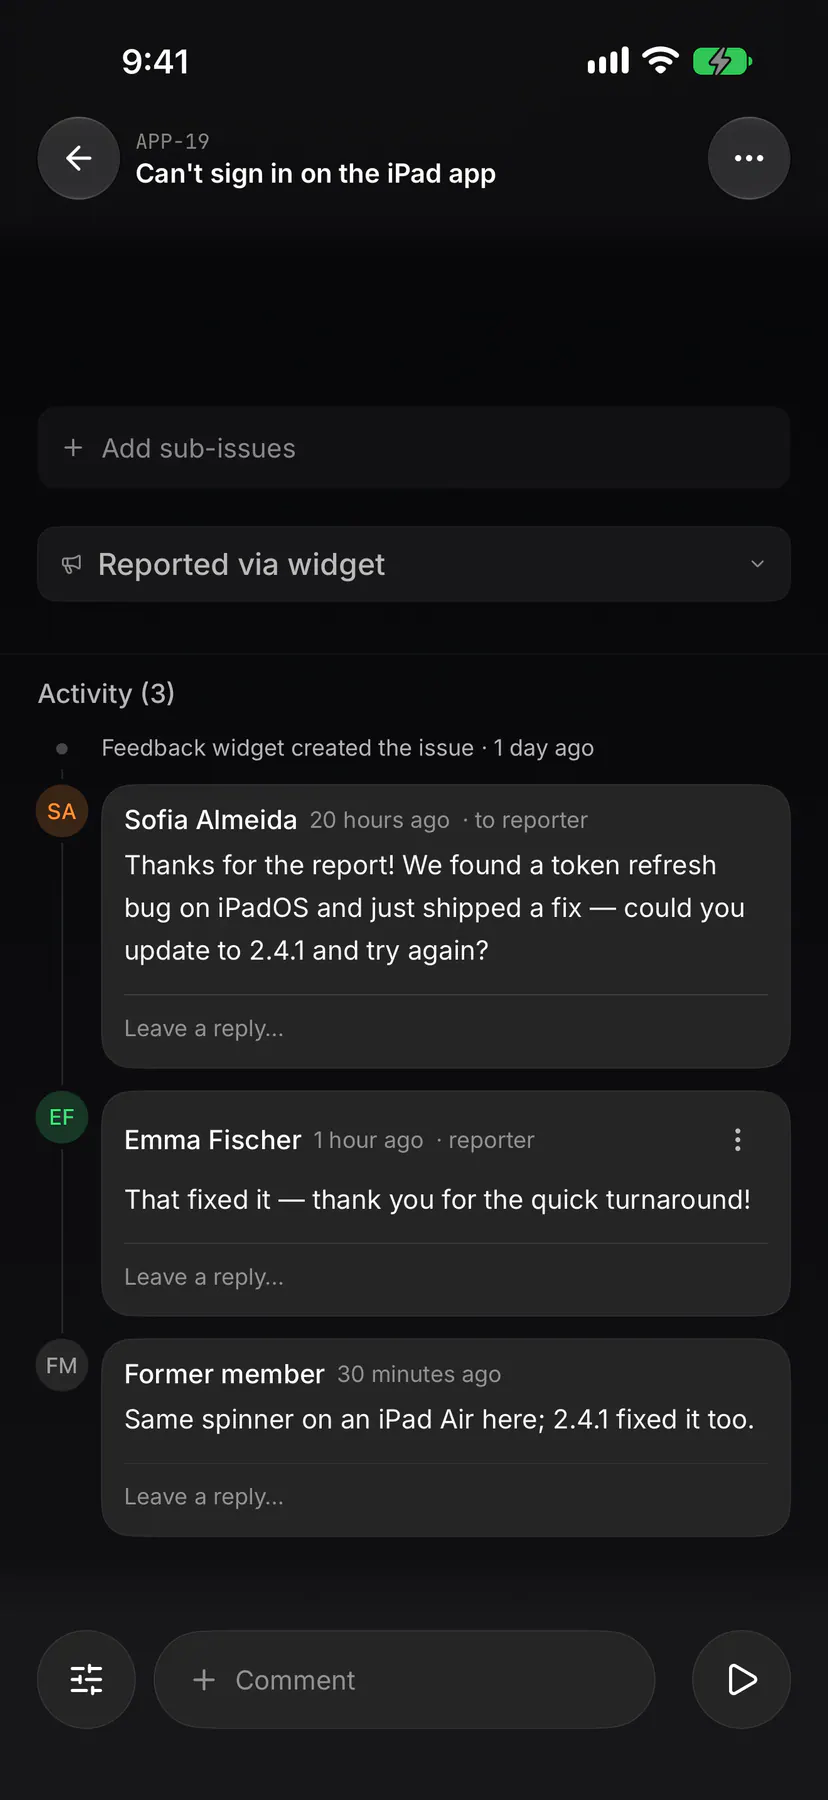 9:41
APP-19
Can't sign in on the iPad app
Add sub-issues
Reported via widget
Activity (3)
Feedback widget created the issue · 1 day ago
SA
Sofia Almeida 20 hours ago · to reporter
Thanks for the report! We found a token refresh
bug on iPadOS and just shipped a fix — could you
update to 2.4.1 and try again?
Leave a reply...
EF
Emma Fischer 1 hour ago · reporter
That fixed it — thank you for the quick turnaround!
Leave a reply...
FM
Former member 30 minutes ago
Same spinner on an iPad Air here; 2.4.1 fixed it too.
Leave a reply...
Comment